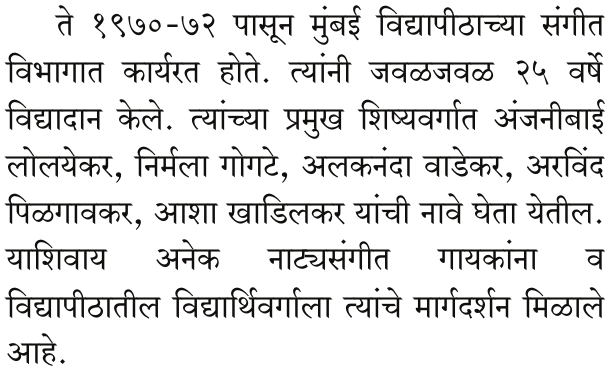 ते १९७०-७२ पासून मुंबई विद्यापीठाच्या संगीत
विभागात कार्यरत होते. त्यांनी जवळजवळ २५ वर्षे
विद्यादान केले. त्यांच्या प्रमुख शिष्यवर्गात अंजनीबाई
लोलयेकर, निर्मला गोगटे, अलकनंदा वाडेकर, अरविंद
पिळगावकर, आशा खाडिलकर यांची नावे घेता येतील.
याशिवाय अनेक नाट्यसंगीत गायकांना व
विद्यापीठातील विद्यार्थिवर्गाला त्यांचे मार्गदर्शन मिळाले
आहे.